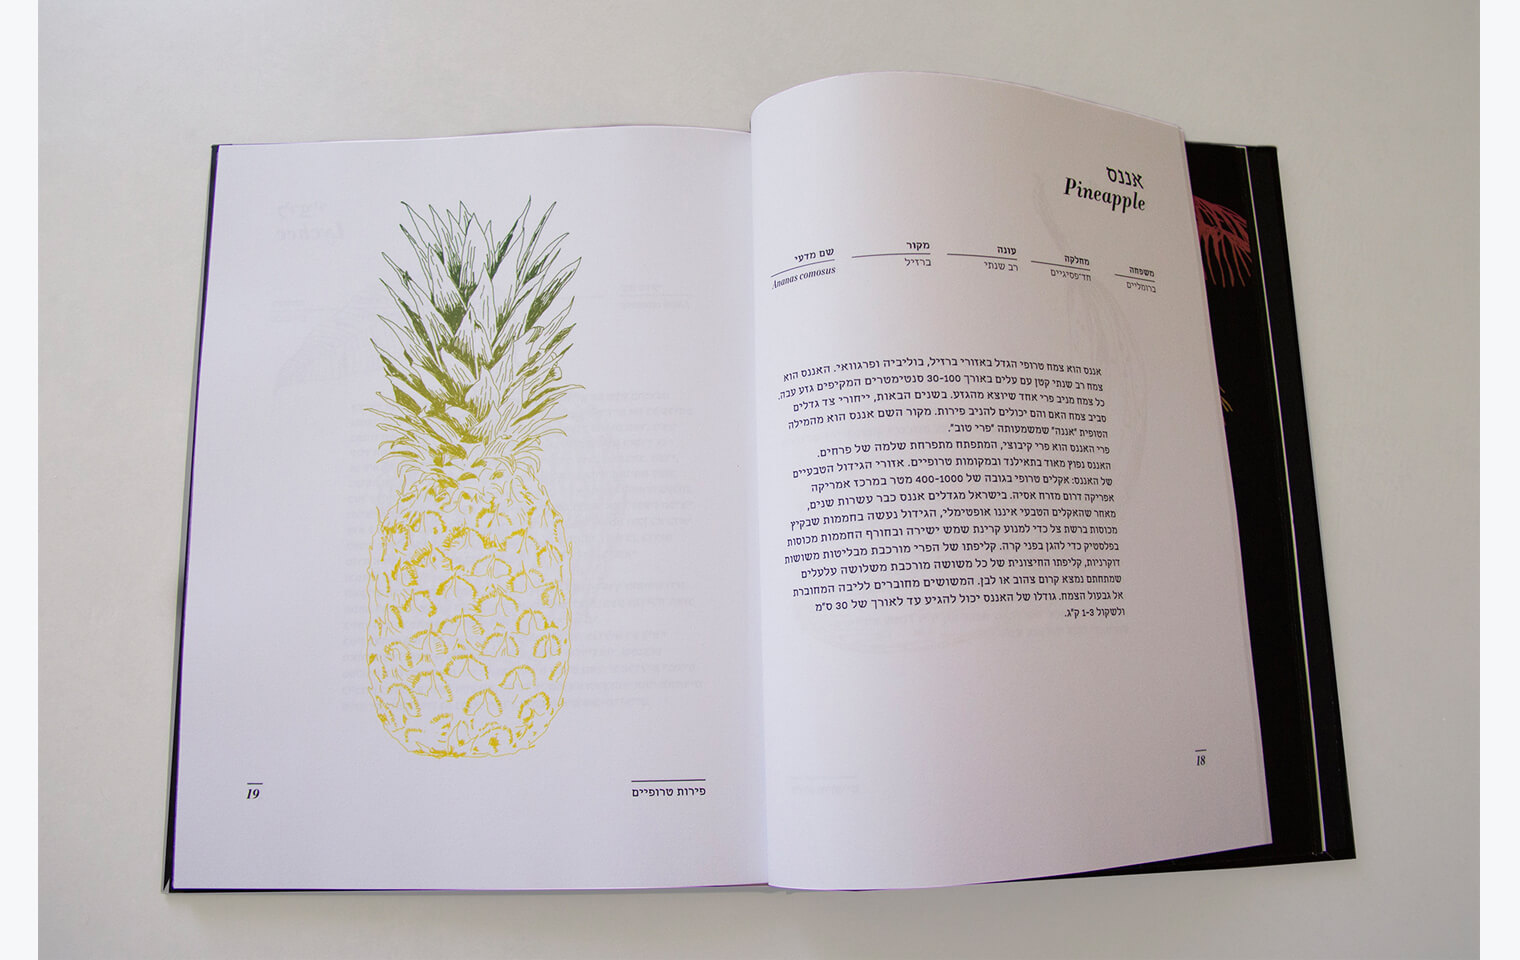 אננס
Pineapple
משפחה
ברומליים
מחלקה
חד־פסיגיים
עונה
רב שנתי
מקור
ברזיל
שם מדעי
Ananas comosus
אננס הוא צמח טרופי הגדל באזורי ברזיל, בוליביה ופרגוואי. האננס הוא
צמח רב שנתי קטן עם עלים באורך 30-100 סנטימטרים המקיפים גזע עבה.
כל צמח מניב פרי אחד שיוצא מהגזע. בשנים הבאות, ייחורי צד גדלים
סביב צמח האם והם יכולים להניב פירות. מקור השם אננס הוא מהמילה
הטופית "אננה" שמשמעותה "פרי טוב".
פרי האננס הוא פרי קיבוצי, המתפתח מתפרחת שלמה של פרחים.
האננס נפוץ מאוד בתאילנד ובמקומות טרופיים. אזורי הגידול הטבעיים
של האננס: אקלים טרופי בגובה של 400-1000 מטר במרכז אמריקה
אפריקה דרום מזרח אסיה. בישראל מגדלים אננס כבר עשרות שנים,
מאחר שהאקלים הטבעי איננו אופטימלי, הגידול נעשה בחממות שבקיץ
מכוסות ברשת צל כדי למנוע קרינת שמש ישירה ובחורף החממות מכוסות
בפלסטיק כדי להגן בפני קרה. קליפתו של הפרי מורכבת מבליטות משושות
דוקרניות, קליפתו החיצונית של כל משושה מורכבת משלושה עלעלים
שמתחתם נמצא קרום צהוב או לבן. המשושים מחוברים לליבה המחוברת
אל גבעול הצמח. גודלו של האננס יכול להגיע עד לאורך של 30 ס"מ
ולשקול 1-3 ק"ג.
18
פירות טרופיים
19